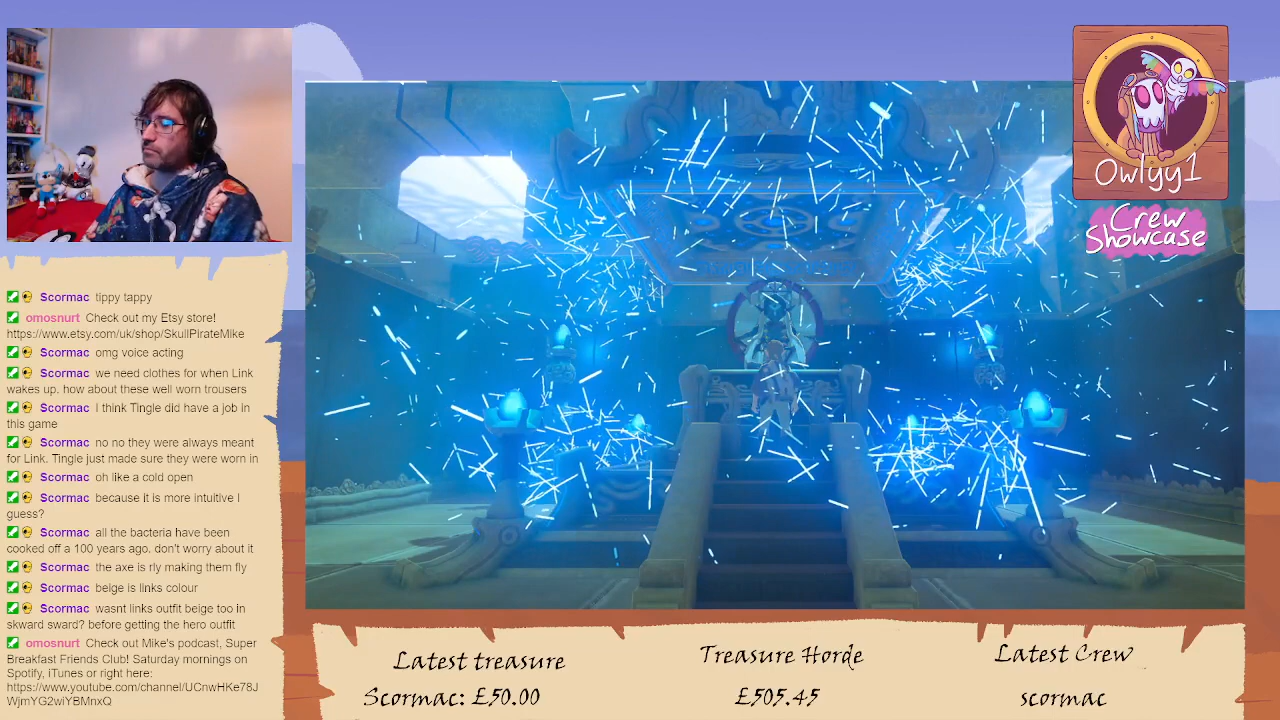 Owlyy1
Crew
Showcase
Scormac tippy tappy
omosnurt Check out my Etsy store!
https://www.etsy.com/uk/shop/SkullPirateMike
Scormac omg voice acting
Scormac we need clothes for when Link
wakes up. how about these well worn trousers
Scormac I think Tingle did have a job in
this game
Scormac no no they were always meant
for Link. Tingle just made sure they were worn in
Scormac oh like a cold open
Scormac because it is more intuitive I
guess?
Scormac all the bacteria have been
cooked off a 100 years ago, don't worry about it
Scormac the axe is rly making them fly
Scormac beige is links colour
Scormac wasnt links outfit beige too in
skward sward? before getting the hero outfit
omosnurt Check out Mike's podcast, Super
Breakfast Friends Club! Saturday mornings on
Spotify, iTunes or right here:
https://www.youtube.com/channel/UCnwHKe78J
WjmYG2wiYBMnxQ
Latest treasure
Scormac: £50.00
Treasure Horde
£505.45
Latest Crew
scormac